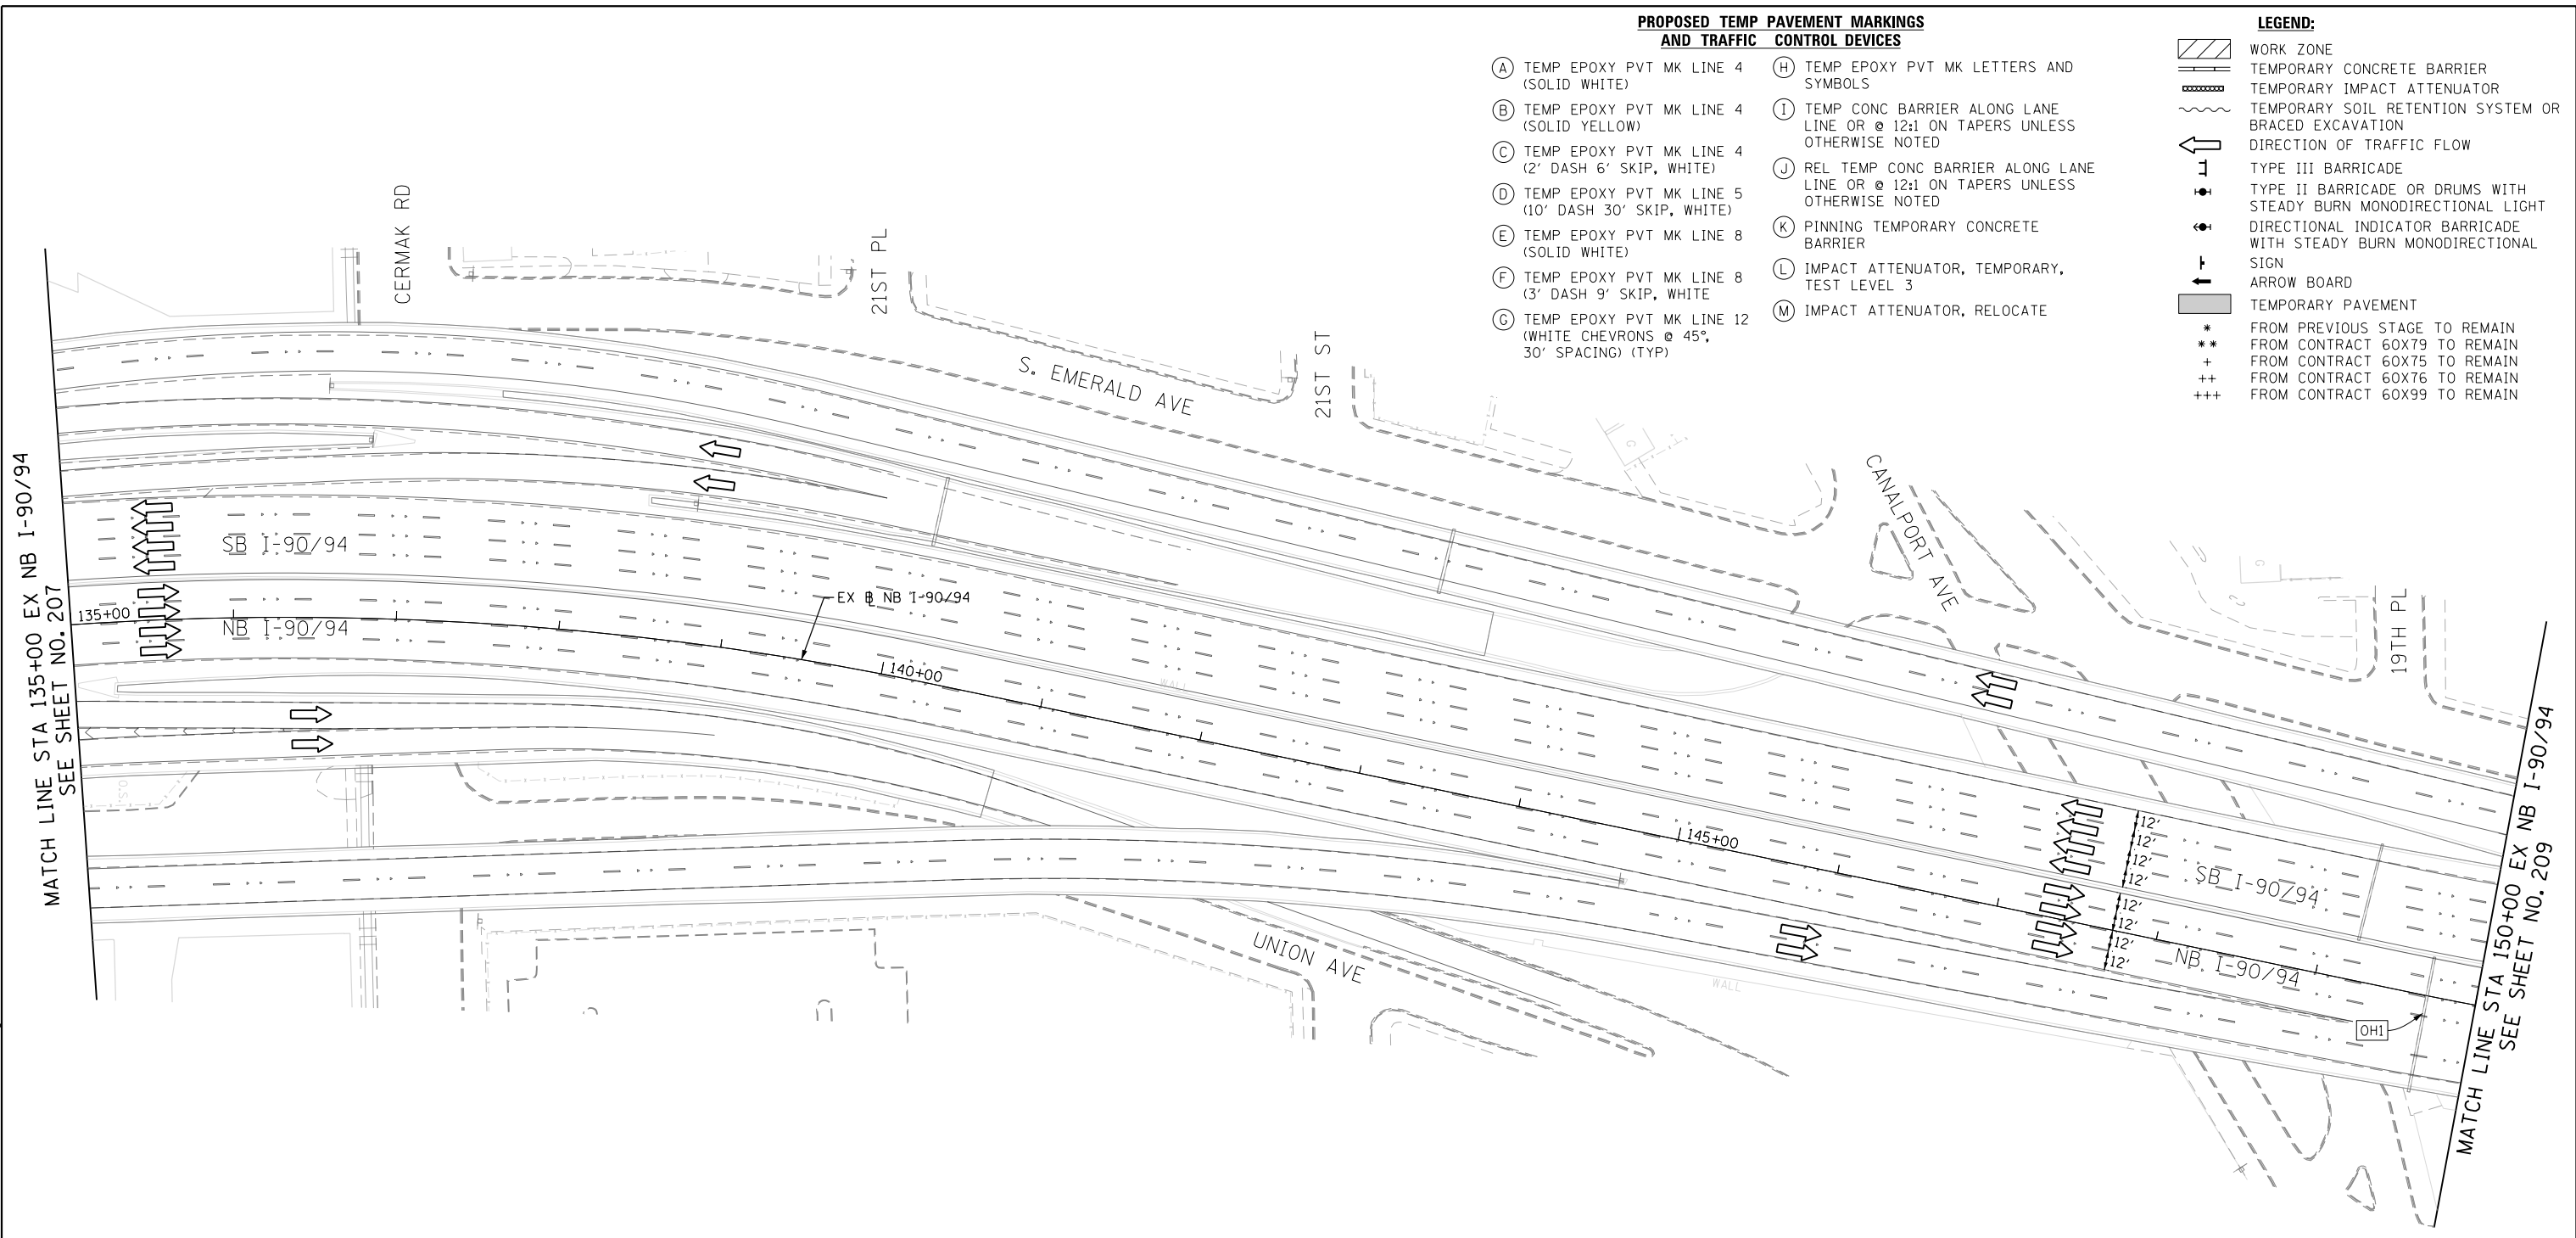 PROPOSED TEMP PAVEMENT MARKINGS
AND TRAFFIC CONTROL DEVICES
A TEMP EPOXY PVT MK LINE 4
(SOLID WHITE)
B TEMP EPOXY PVT MK LINE 4
(SOLID YELLOW)
C TEMP EPOXY PVT MK LINE 4
(2' DASH 6' SKIP, WHITE)
D TEMP EPOXY PVT MK LINE 5
(10' DASH 30' SKIP, WHITE)
E TEMP EPOXY PVT MK LINE 8
(SOLID WHITE)
F TEMP EPOXY PVT MK LINE 8
(3' DASH 9' SKIP, WHITE
G TEMP EPOXY PVT MK LINE 12
(WHITE CHEVRONS @ 45°,
30' SPACING) (TYP)
H TEMP EPOXY PVT MK LETTERS AND
SYMBOLS
I TEMP CONC BARRIER ALONG LANE
LINE OR @ 12:1 ON TAPERS UNLESS
OTHERWISE NOTED
J REL TEMP CONC BARRIER ALONG LANE
LINE OR @ 12:1 ON TAPERS UNLESS
OTHERWISE NOTED
K PINNING TEMPORARY CONCRETE
BARRIER
L IMPACT ATTENUATOR, TEMPORARY,
TEST LEVEL 3
M IMPACT ATTENUATOR, RELOCATE
LEGEND:
WORK ZONE
TEMPORARY CONCRETE BARRIER
TEMPORARY IMPACT ATTENUATOR
TEMPORARY SOIL RETENTION SYSTEM OR
BRACED EXCAVATION
DIRECTION OF TRAFFIC FLOW
TYPE III BARRICADE
TYPE II BARRICADE OR DRUMS WITH
STEADY BURN MONODIRECTIONAL LIGHT
DIRECTIONAL INDICATOR BARRICADE
WITH STEADY BURN MONODIRECTIONAL
SIGN
ARROW BOARD
TEMPORARY PAVEMENT
* FROM PREVIOUS STAGE TO REMAIN
** FROM CONTRACT 60X79 TO REMAIN
+ FROM CONTRACT 60X75 TO REMAIN
++ FROM CONTRACT 60X76 TO REMAIN
+++ FROM CONTRACT 60X99 TO REMAIN
CERMAK RD
21ST PL
S. EMERALD AVE
21ST ST
CANALPORT AVE
19TH PL
MATCH LINE STA 135+00 EX NB I-90/94
SEE SHEET NO. 207
SB I-90/94
135+00
NB I-90/94
EX B NB I-90/94
140+00
WALL
145+00
12'
12'
12'
12'
12'
12'
12'
12'
SB I-90/94
NB I-90/94
UNION AVE
WALL
O.S.
G
G
OH1
MATCH LINE STA 150+00 EX NB I-90/94
SEE SHEET NO. 209